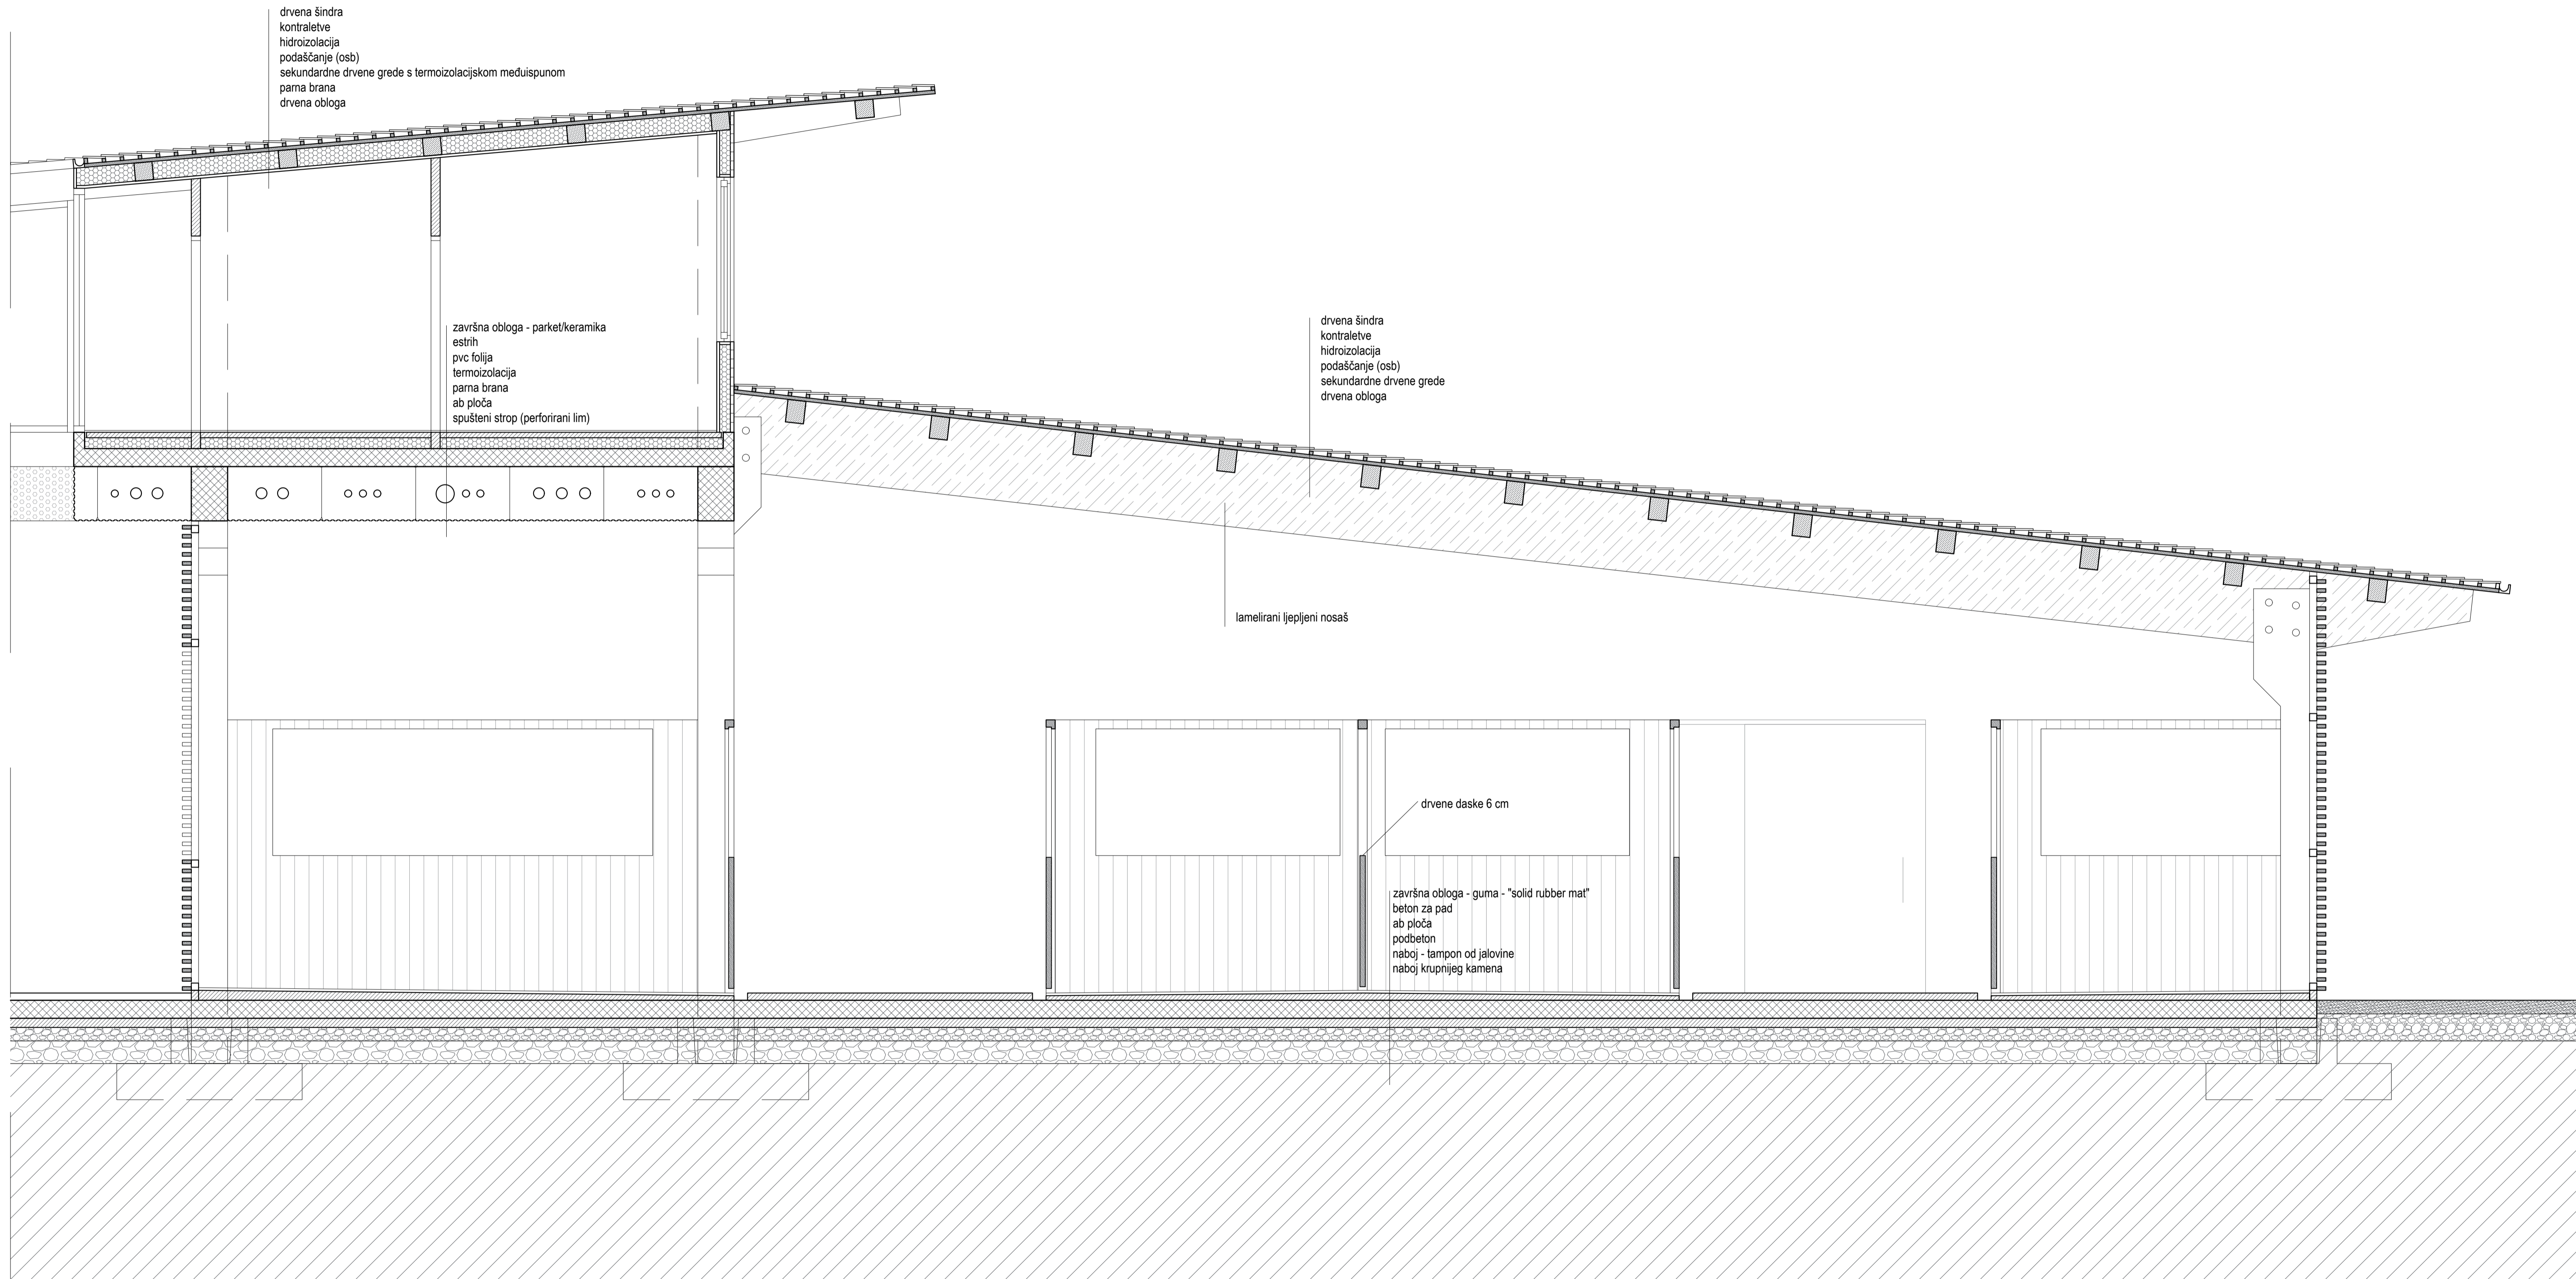 drvena šindra
kontraletve
hidroizolacija
podaščanje (osb)
sekundardne drvene grede s termoizolacijskom međuispunom
parna brana
drvena obloga
završna obloga - parket/keramika
estrih
pvc folija
termoizolacija
parna brana
ab ploča
spušteni strop (perforirani lim)
drvena šindra
kontraletve
hidroizolacija
podaščanje (osb)
sekundardne drvene grede
drvena obloga
lamelirani ljepljeni nosaš
drvene daske 6 cm
završna obloga - guma - "solid rubber mat"
beton za pad
ab ploča
podbeton
naboj - tampon od jalovine
naboj krupnijeg kamena